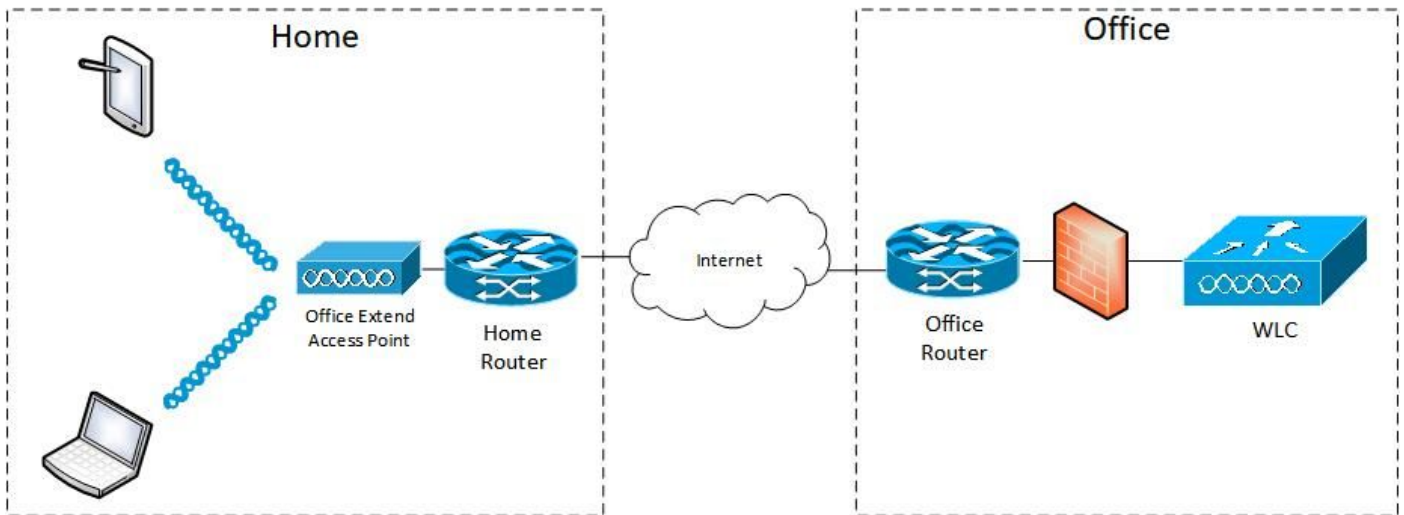 Home
Office
Internet
Office Extend
Access Point
Home
Router
Office
Router
WLC